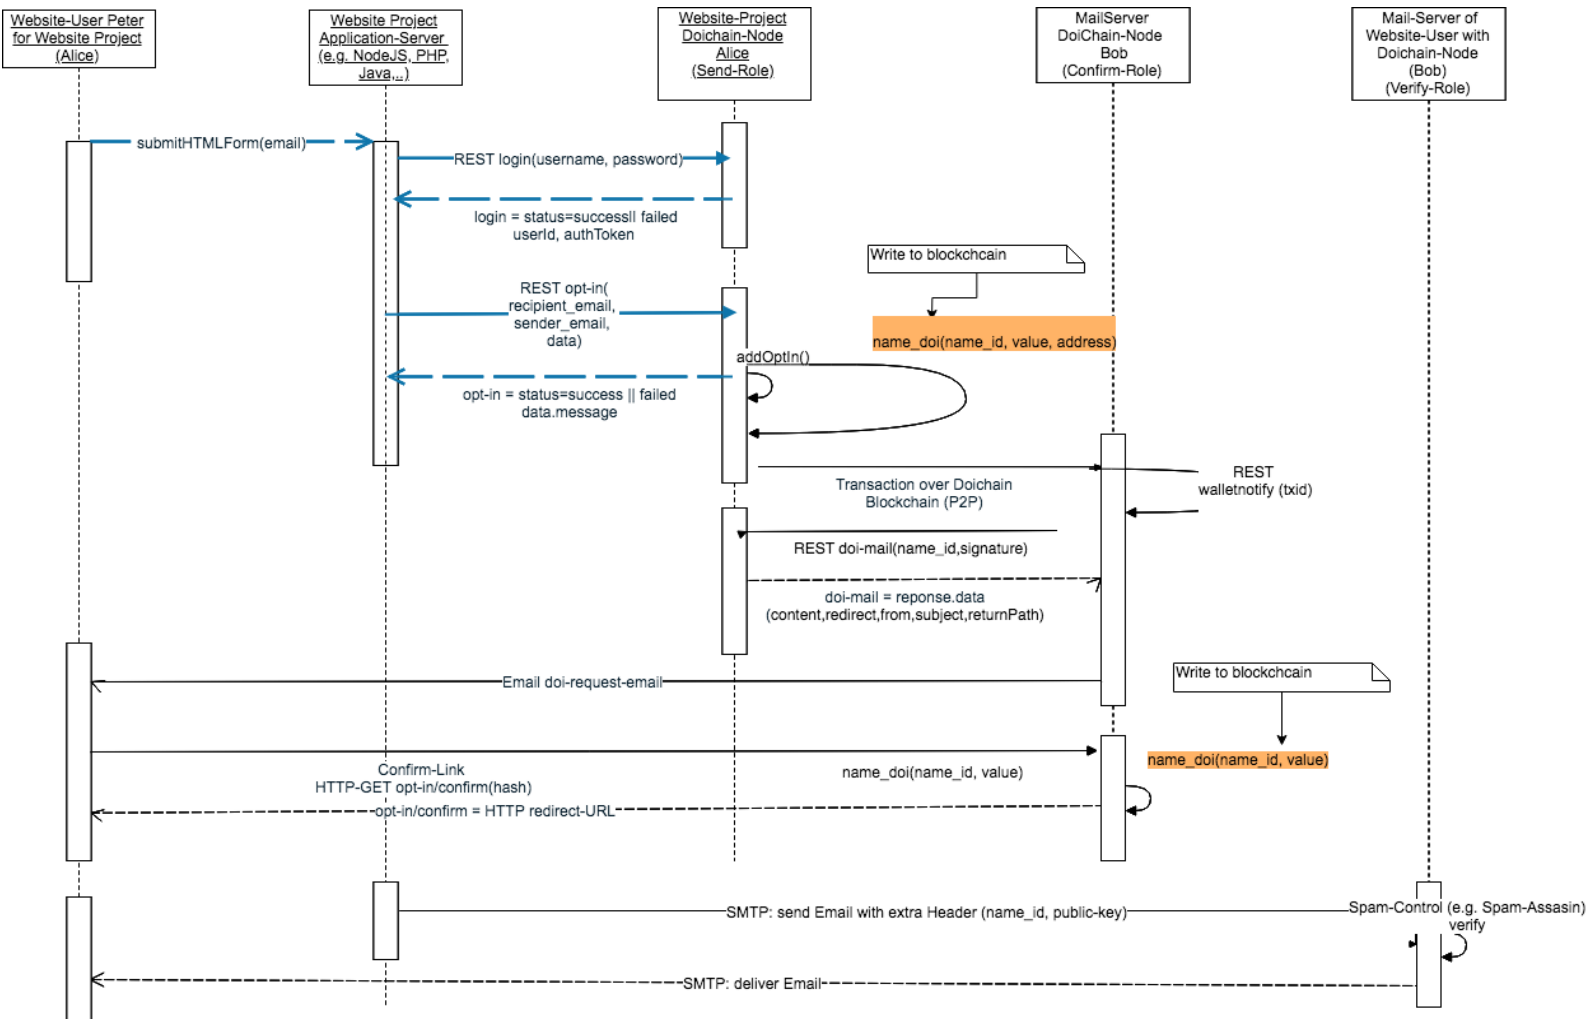 Website-User Peter
for Website Project
(Alice)
Website Project
Application-Server
(e.g. NodeJS, PHP,
Java,..)
Website-Project
Doichain-Node
Alice
(Send-Role)
MailServer
DoiChain-Node
Bob
(Confirm-Role)
Mail-Server of
Website-User with
Doichain-Node
(Bob)
(Verify-Role)
submitHTMLForm(email)
REST login(username, password)
login = status=success|| failed
userId, authToken
Write to blockchcain
REST opt-in(
recipient_email,
sender_email,
data)
name_doi(name_id, value, address)
addOptIn()
opt-in = status=success || failed
data.message
REST
walletnotify (txid)
Transaction over Doichain
Blockchain (P2P)
REST doi-mail(name_id,signature)
doi-mail = reponse.data
(content,redirect,from,subject,returnPath)
Email doi-request-email
Write to blockchcain
name_doi(name_id, value)
Confirm-Link
HTTP-GET opt-in/confirm(hash)
name_doi(name_id, value)
opt-in/confirm = HTTP redirect-URL
SMTP: send Email with extra Header (name_id, public-key)
Spam-Control (e.g. Spam-Assasin)
verify
SMTP: deliver Email